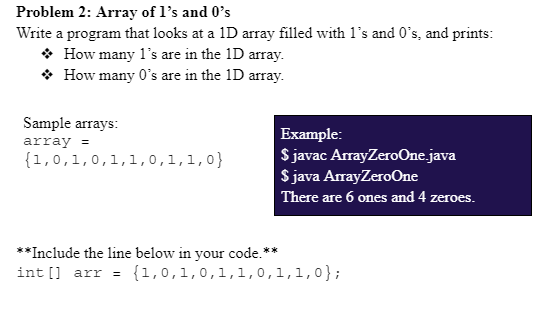 Problem 2: Array of 1's and 0's
Write a program that looks at a 1D array filled with 1's and 0's, and prints:
❖ How many 1's are in the 1D array.
❖ How many 0's are in the 1D array.
Sample arrays:
array =
{1,0,1,0,1,1,0,1,1,0}
Example:
$ javac ArrayZeroOne.java
$ java ArrayZeroOne
There are 6 ones and 4 zeroes.
**Include the line below in your code.**
int[] arr = {1,0,1,0,1,1,0,1,1,0};